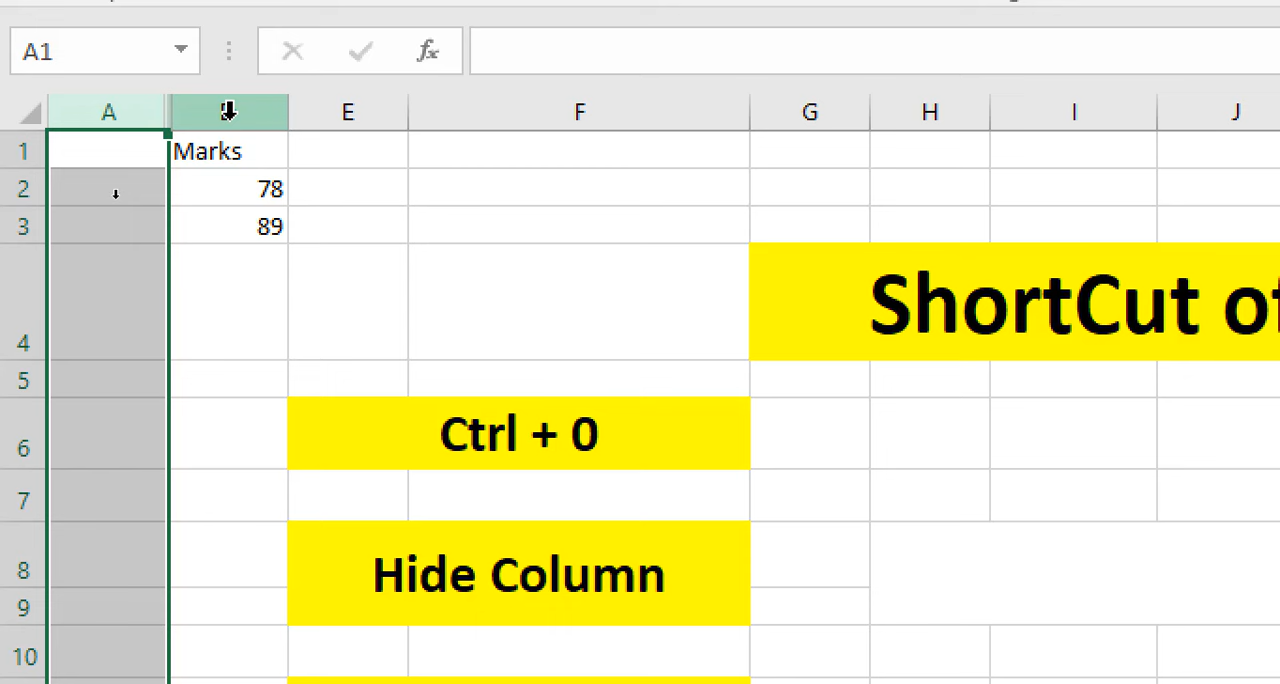 A1
fx
A E F G H I J
1 Marks
2 78
3 89
4 ShortCut of
5
6 Ctrl + 0
7
8 Hide Column
9
10